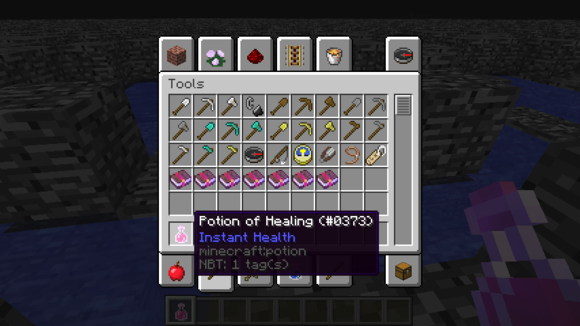 Tools
Potion of Healing (#0373)
Instant Health
minecraft:potion
NBT: 1 tag(s)